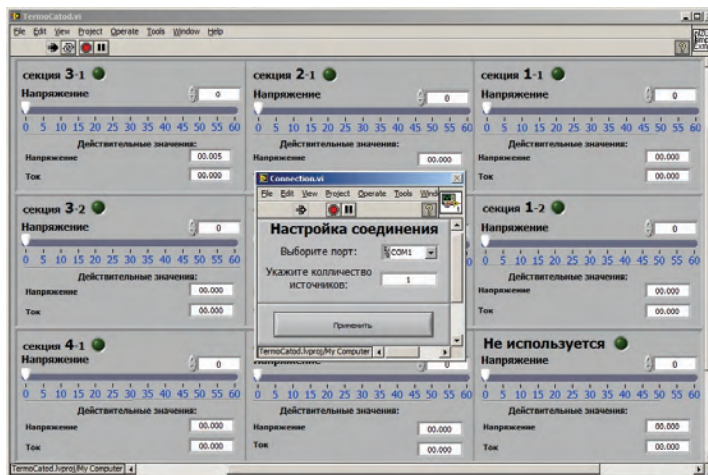 TermoCatod.vi
File Edit View Project Operate Tools Window Help
секция 3-1
Напряжение
0
0 5 10 15 20 25 30 35 40 45 50 55 60
Действительные значения:
Напряжение 00.005
Ток 00.000
секция 2-1
Напряжение
0
0 5 10 15 20 25 30 35 40 45 50 55 60
Действительные значения:
Напряжение 00.000
секция 1-1
Напряжение
0
0 5 10 15 20 25 30 35 40 45 50 55 60
Действительные значения:
Напряжение 00.000
Ток 00.000
секция 3-2
Напряжение
0
0 5 10 15 20 25 30 35 40 45 50 55 60
Действительные значения:
Напряжение 00.000
Ток 00.000
Connection.vi
File Edit View Project Operate Tools
Настройка соединения
Выборите порт: COM1
Укажите колличество
источников: 1
Применить
TermoCatod.lvproj/My Computer
секция 1-2
Напряжение
0
0 5 10 15 20 25 30 35 40 45 50 55 60
Действительные значения:
Напряжение 00.000
Ток 00.000
секция 4-1
Напряжение
0
0 5 10 15 20 25 30 35 40 45 50 55 60
Действительные значения:
Напряжение 00.000
Ток 00.000
0
0 5 10 15 20 25 30 35 40 45 50 55 60
Действительные значения:
Напряжение 00.000
Ток 00.000
Не используется
Напряжение
0
0 5 10 15 20 25 30 35 40 45 50 55 60
Действительные значения:
Напряжение 00.000
Ток 00.000
TermoCatod.lvproj/My Computer